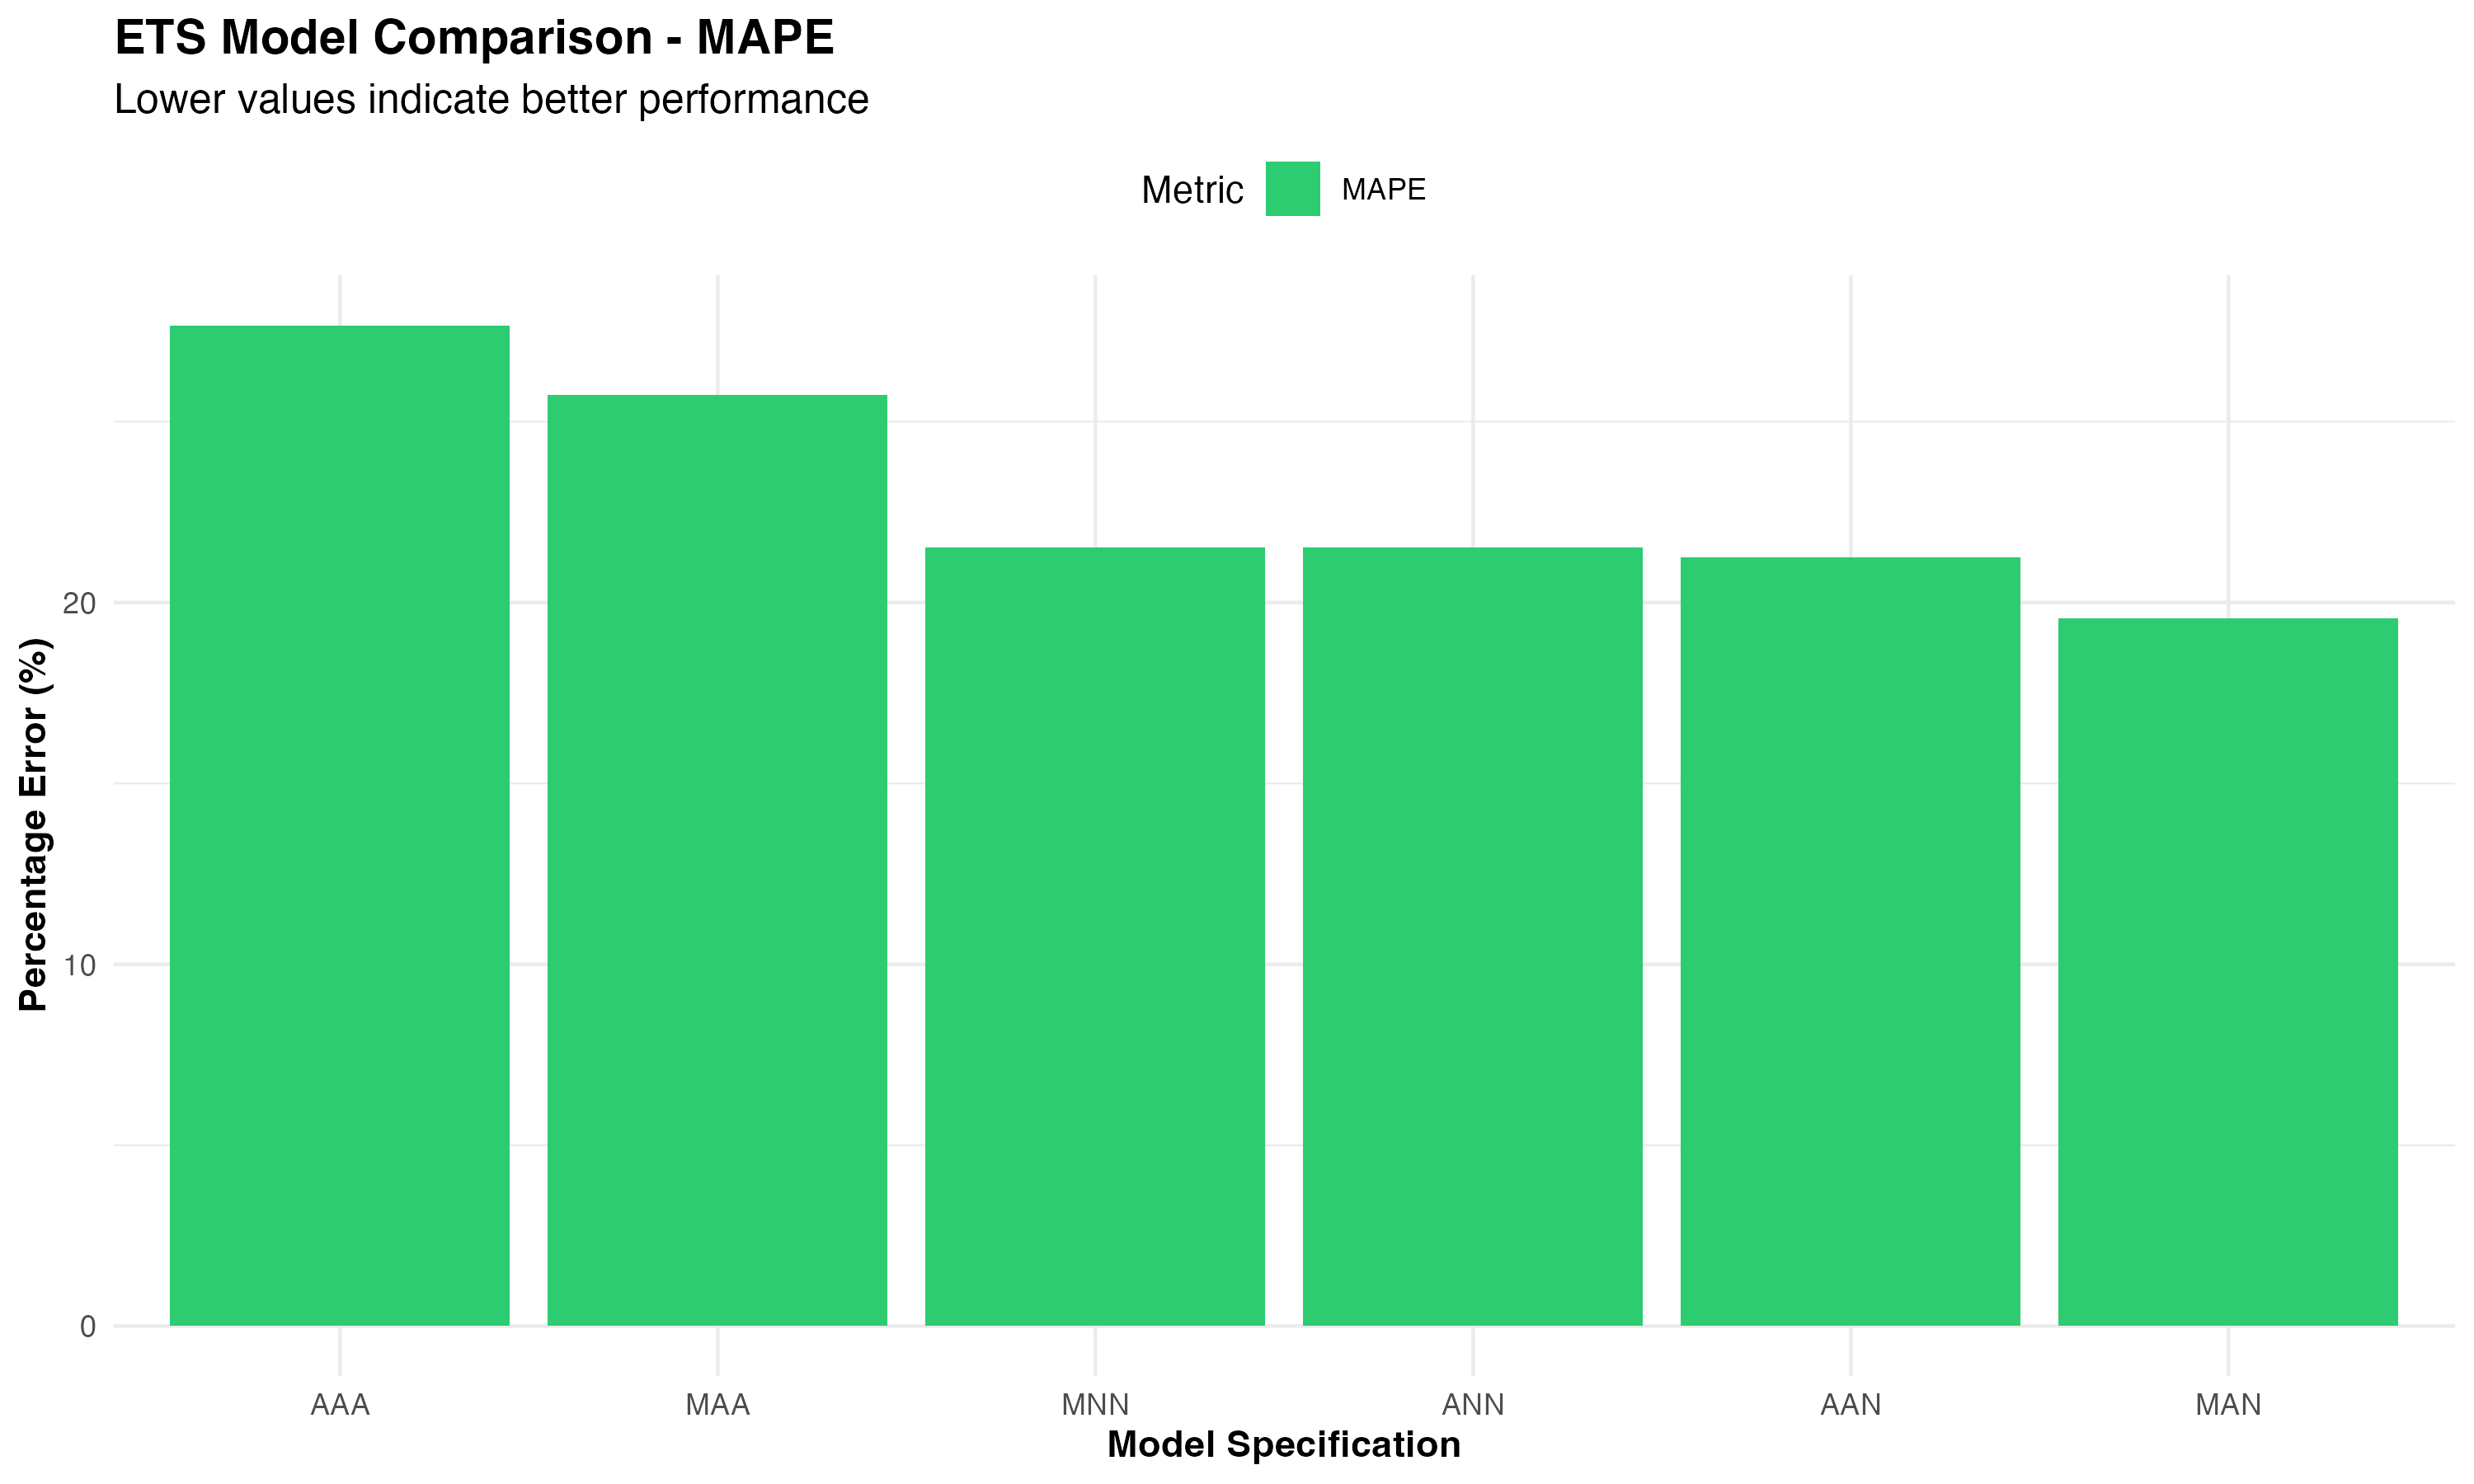 ETS Model Comparison - MAPE
Lower values indicate better performance
Metric MAPE
Percentage Error (%)
20
10
0
AAA MAA MNN ANN AAN MAN
Model Specification